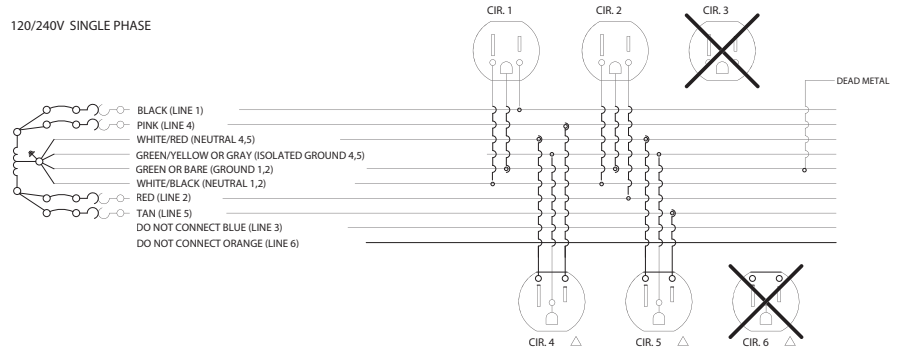 CIR. 1
CIR. 2
CIR. 3
120/240V SINGLE PHASE
DEAD METAL
BLACK (LINE 1)
PINK (LINE 4)
WHITE/RED (NEUTRAL 4,5)
GREEN/YELLOW OR GRAY (ISOLATED GROUND 4,5)
GREEN OR BARE (GROUND 1,2)
WHITE/BLACK (NEUTRAL 1,2)
RED (LINE 2)
TAN (LINE 5)
DO NOT CONNECT BLUE (LINE 3)
DO NOT CONNECT ORANGE (LINE 6)
CIR. 4
CIR. 5
CIR. 6